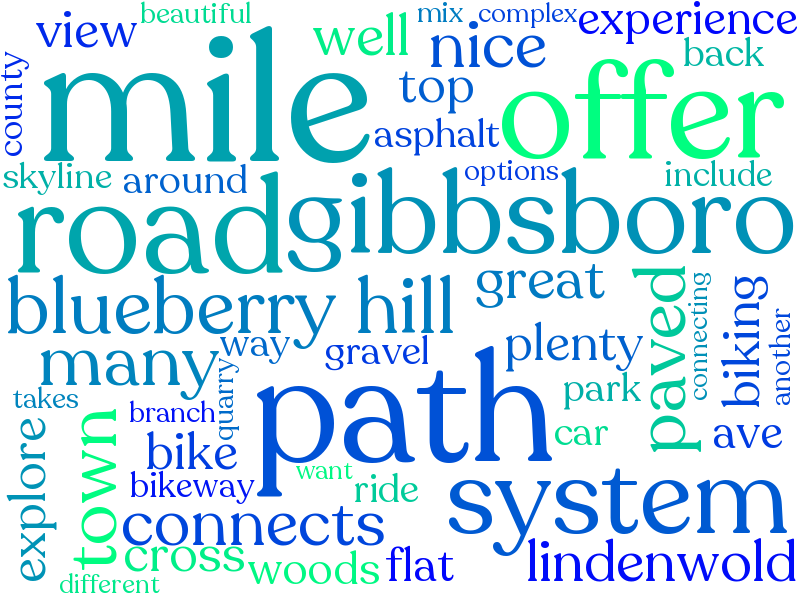 beautiful
mix
complex
view
well
nice
experience
back
county
mile
top
offer
asphalt
skyline
around
options
include
road
gibbsboro
blueberry hill
great
paved
connecting
biking
another
many
way
gravel
plenty
quarry
path
park
takes
branch
car
ave
explore
town
bike
want
bikeway
ride
system
connects
cross
woods
flat
lindenwold
different